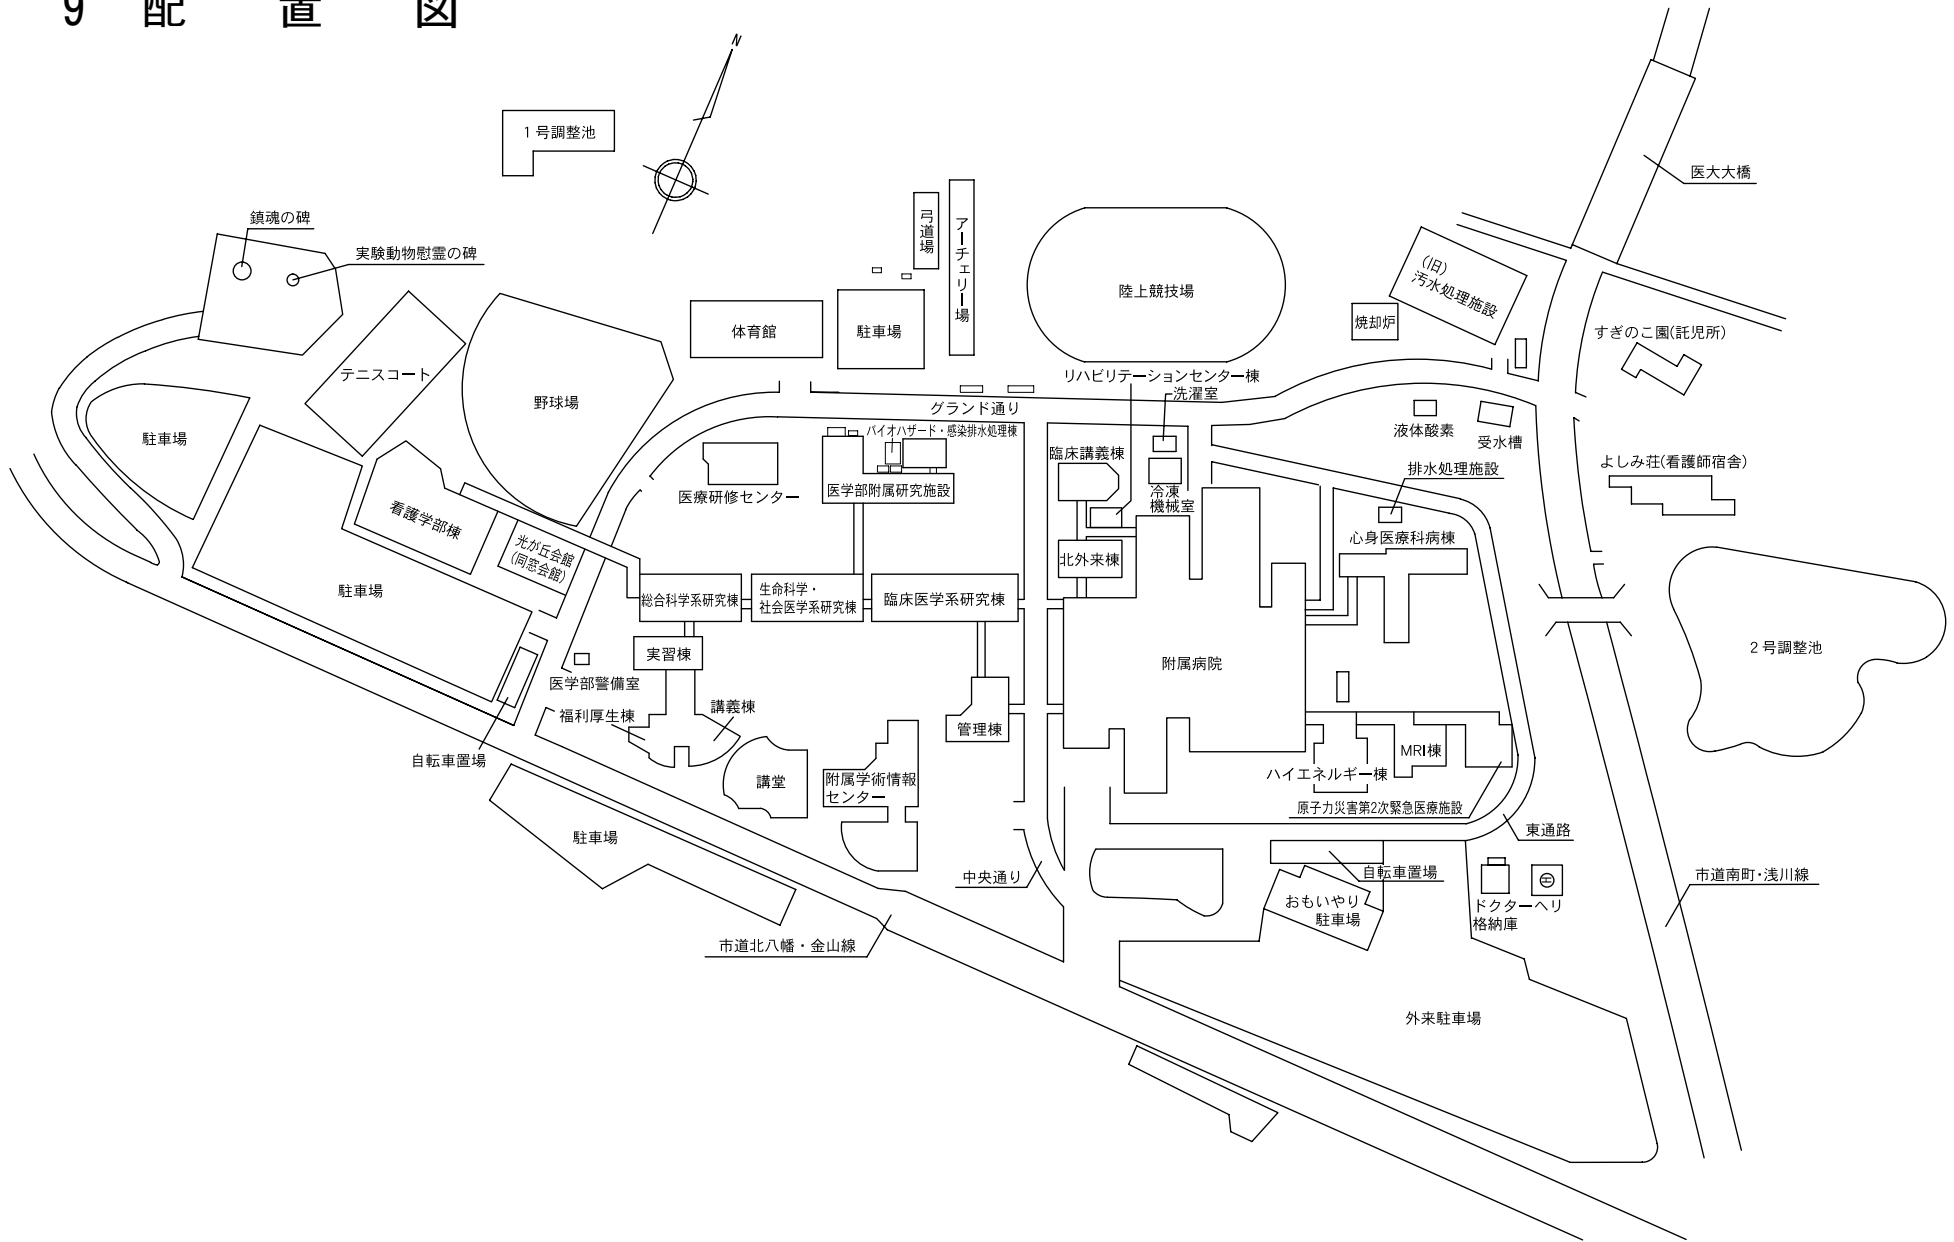 9 配 置 図
N
1号調整池
医大大橋
鎮魂の碑
実験動物慰霊の碑
弓道場
アーチェリー場
陸上競技場
(旧)
汚水処理施設
焼却炉
すぎのこ園(託児所)
体育館
駐車場
テニスコート
野球場
リハビリテーションセンター棟
洗濯室
グランド通り
液体酸素
受水槽
駐車場
バイオハザード・感染排水処理棟
臨床講義棟
排水処理施設
よしみ荘(看護師宿舎)
医療研修センター
医学部附属研究施設
冷凍
機械室
看護学部棟
光が丘会館
(同窓会館)
心身医療科病棟
北外来棟
駐車場
総合科学系研究棟
生命科学・
社会医学系研究棟
臨床医学系研究棟
実習棟
附属病院
2号調整池
医学部警備室
福利厚生棟
講義棟
管理棟
自転車置場
MRI棟
ハイエネルギー棟
講堂
附属学術情報
センター
原子力災害第2次緊急医療施設
駐車場
東通路
中央通り
自転車置場
市道南町・浅川線
おもいやり
駐車場
H
ドクターヘリ
格納庫
市道北八幡・金山線
外来駐車場